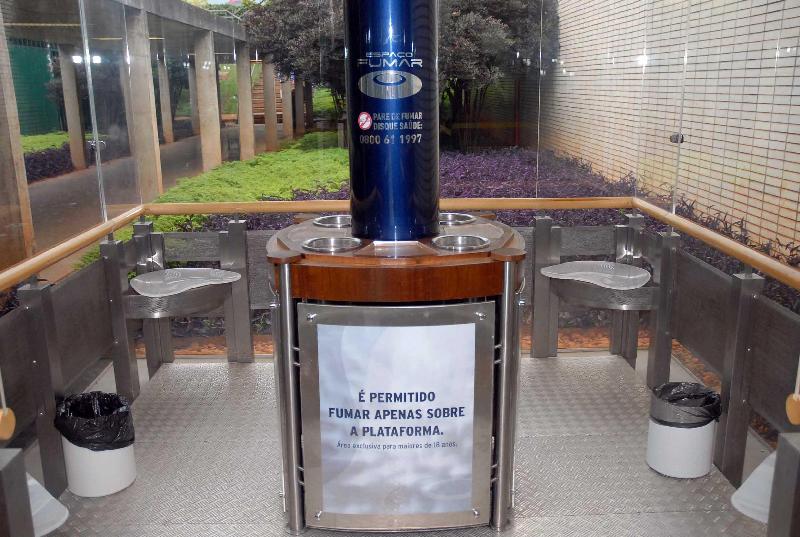 ESPAÇO
FUMAR
PARE DE FUMAR
DISQUE SAÚDE:
0800 61 1997
É PERMITIDO
FUMAR APENAS SOBRE
A PLATAFORMA.
Área exclusiva para maiores de 18 anos.